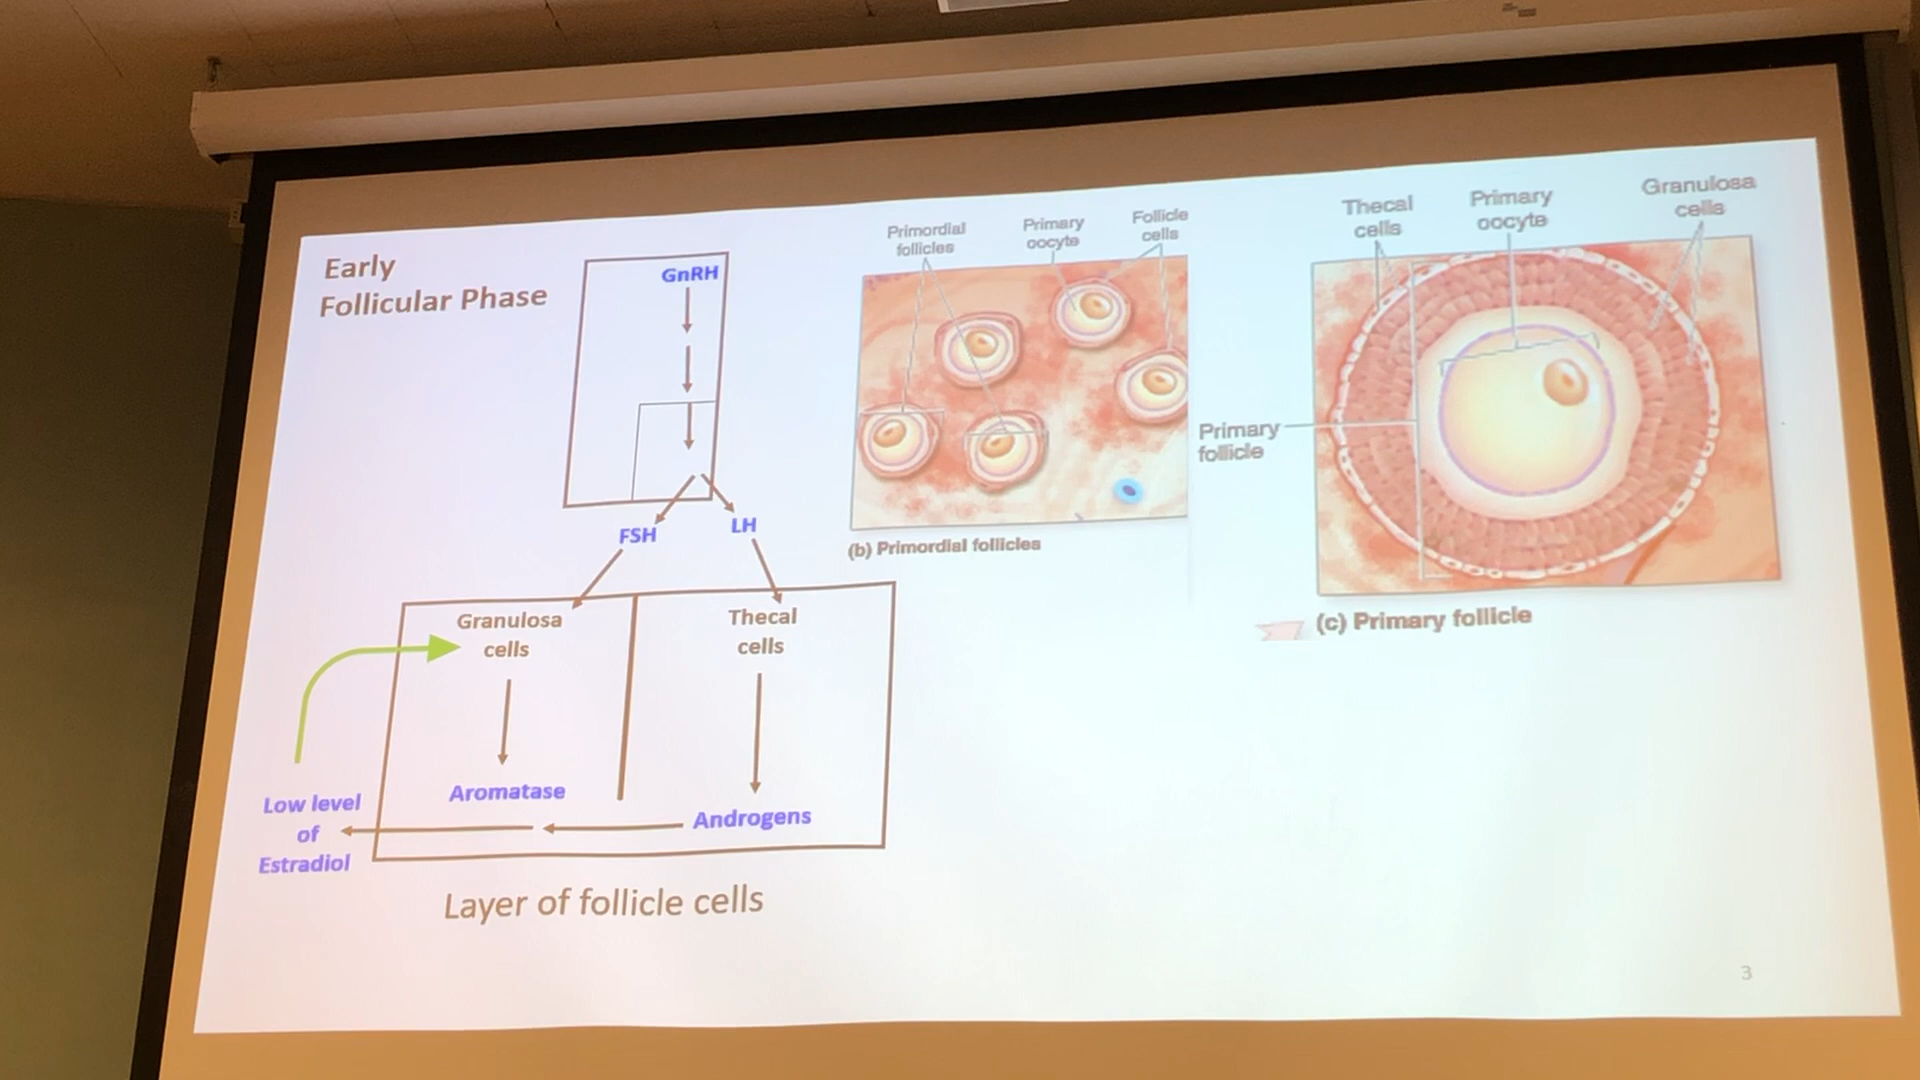 Early
Follicular Phase
GnRH
FSH
LH
Granulosa
cells
Thecal
cells
Aromatase
Androgens
Low level
of
Estradiol
Layer of follicle cells
Primordial
follicles
Primary
oocyte
Follicle
cells
(b) Primordial follicles
Thecal
cells
Primary
oocyte
Granulosa
cells
Primary
follicle
(c) Primary follicle
3